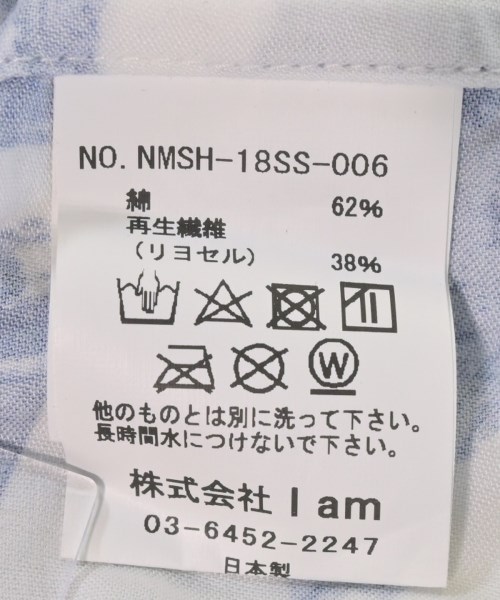 NO. NMSH-18SS-006
綿 62%
再生繊維
(リヨセル) 38%
W
他のものとは別に洗って下さい。
長時間水につけないで下さい。
株式会社 I am
03-6452-2247
日本製